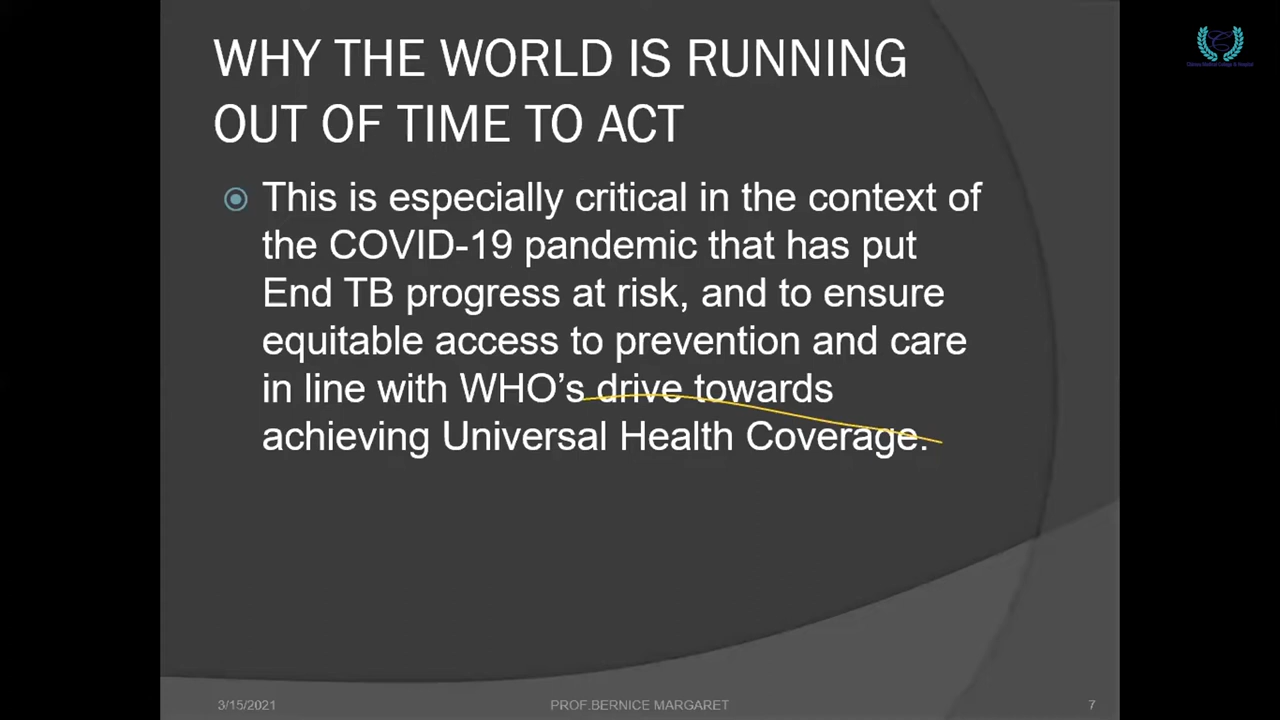 WHY THE WORLD IS RUNNING
OUT OF TIME TO ACT
This is especially critical in the context of
the COVID-19 pandemic that has put
End TB progress at risk, and to ensure
equitable access to prevention and care
in line with WHO’s drive towards
achieving Universal Health Coverage.
3/15/2021
PROF.BERNICE MARGARET
7